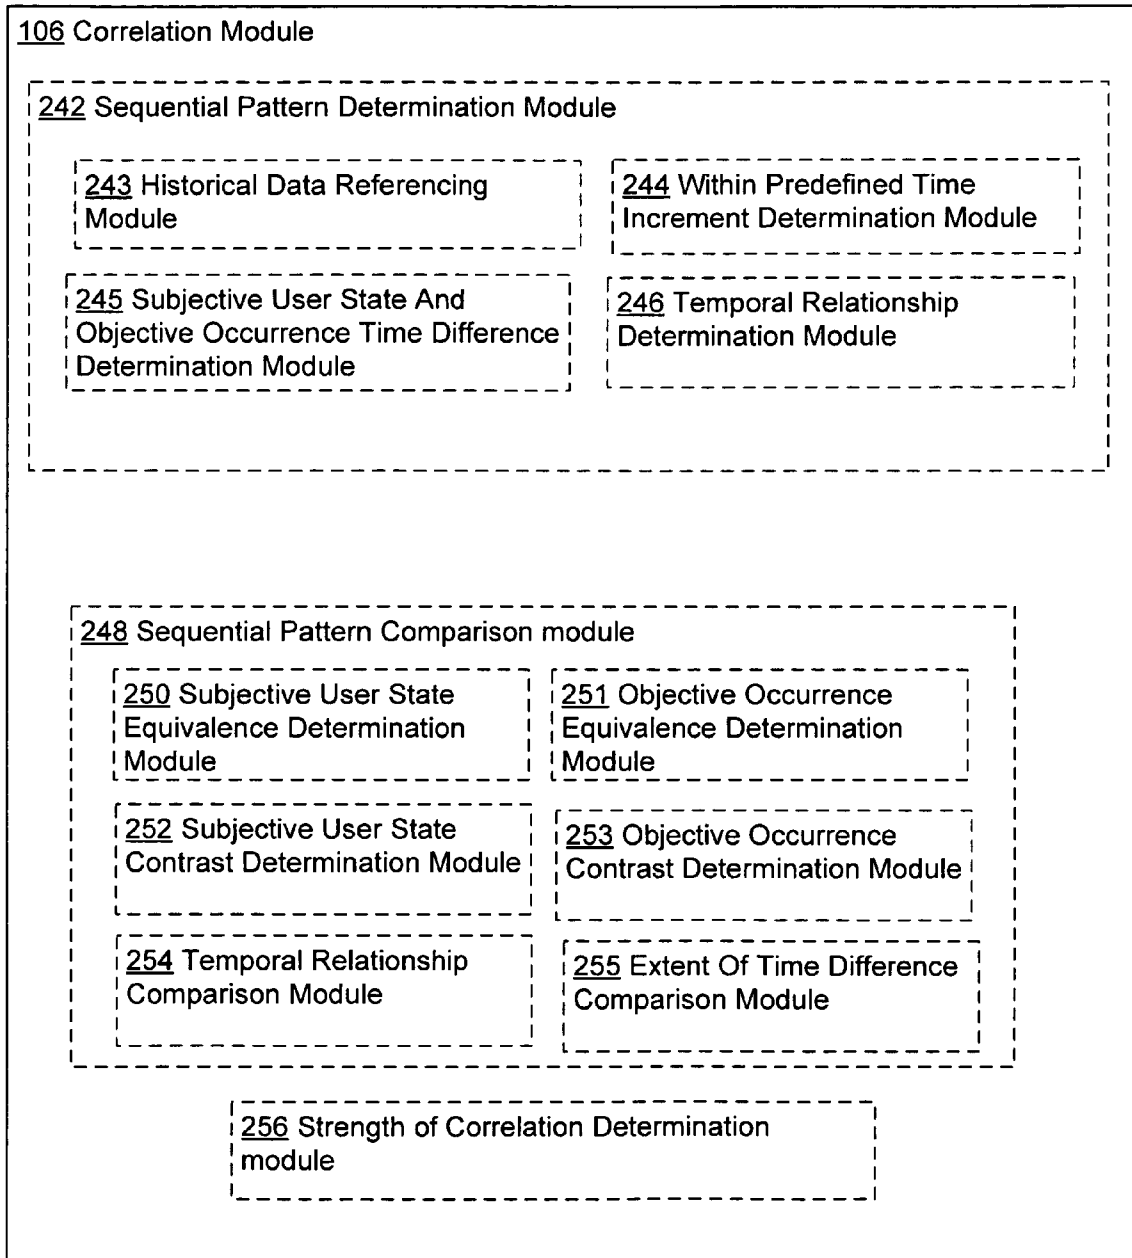 106 Correlation Module
242 Sequential Pattern Determination Module
243 Historical Data Referencing
Module
244 Within Predefined Time
Increment Determination Module
245 Subjective User State And
Objective Occurrence Time Difference
Determination Module
246 Temporal Relationship
Determination Module
248 Sequential Pattern Comparison module
250 Subjective User State
Equivalence Determination
Module
251 Objective Occurrence
Equivalence Determination
Module
252 Subjective User State
Contrast Determination Module
253 Objective Occurrence
Contrast Determination Module
254 Temporal Relationship
Comparison Module
255 Extent Of Time Difference
Comparison Module
256 Strength of Correlation Determination
module